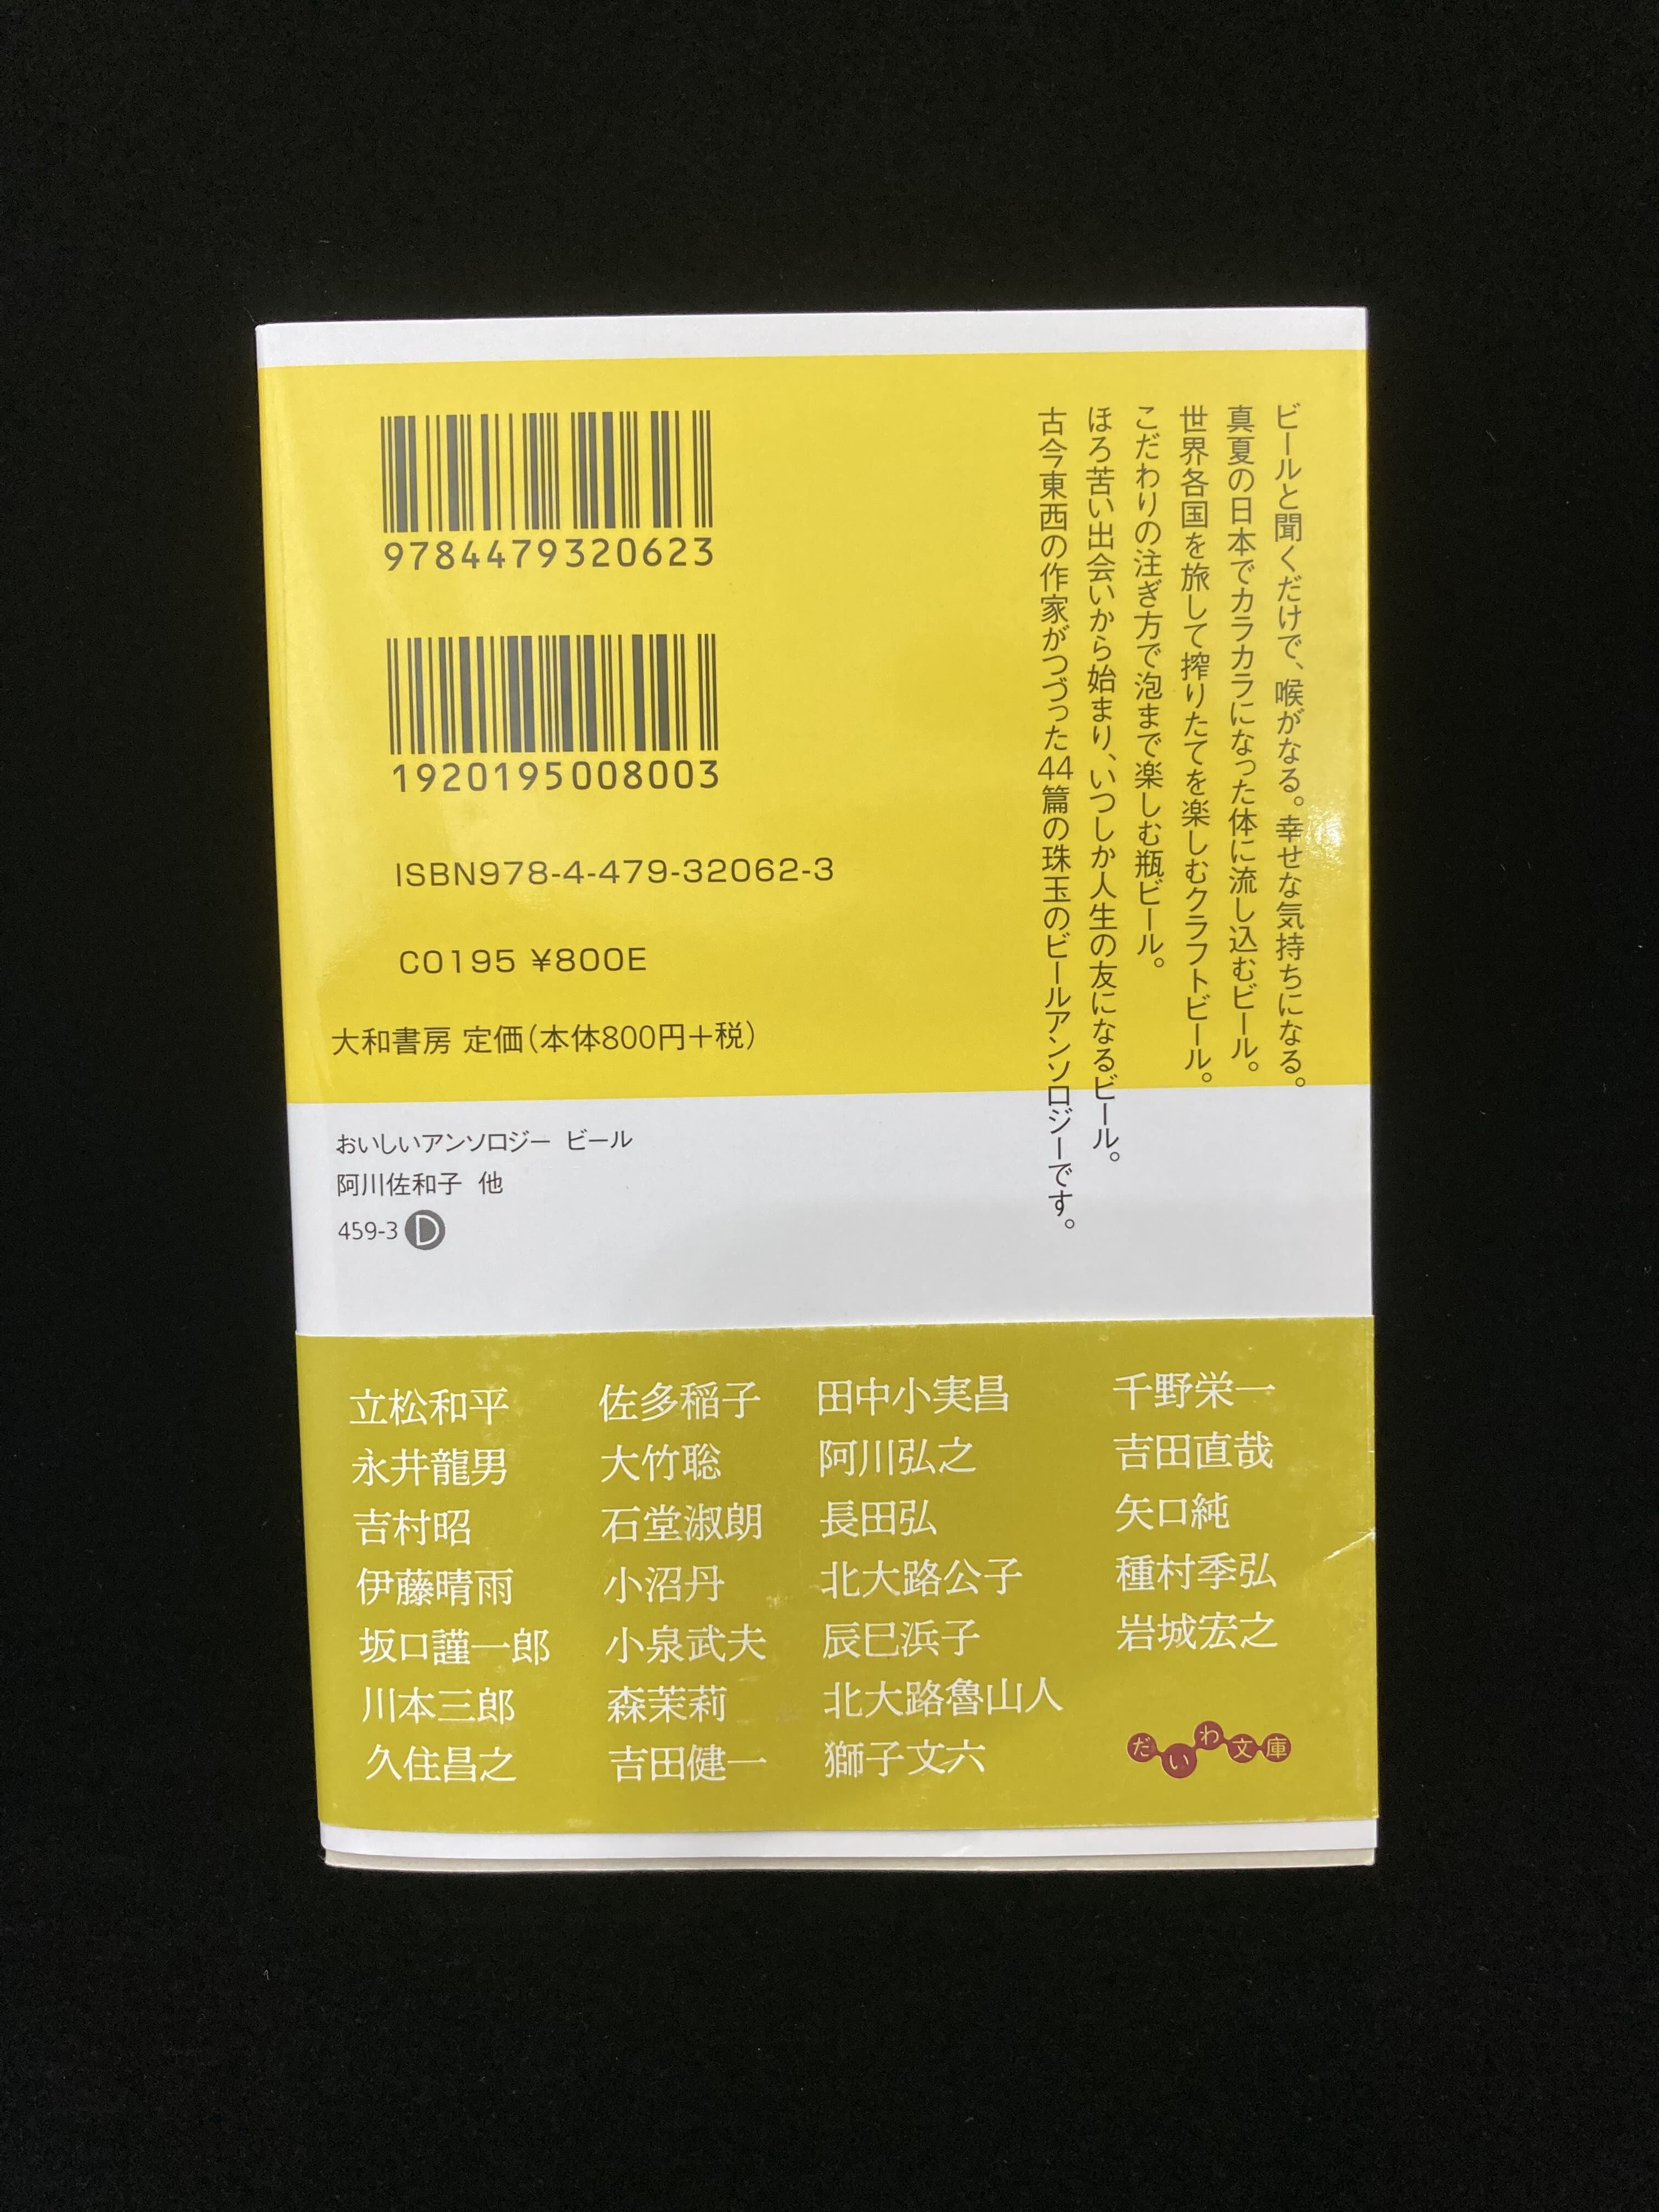 ビールと聞くだけで、喉がなる。幸せな気持ちになる。
真夏の日本でカラカラになった体に流し込むビール。
世界各国を旅して搾りたてを楽しむクラフトビール。
こだわりの注ぎ方で泡まで楽しむ瓶ビール。
ほろ苦い出会いから始まり、いつしか人生の友になるビール。
古今東西の作家がつづった44篇の珠玉のビールアンソロジーです。
9784479320623
1920195008003
ISBN978-4-479-32062-3
C0195 ¥800E
大和書房 定価(本体800円+税)
おいしいアンソロジー ビール
阿川佐和子 他
459-3 D
千野栄一
吉田直哉
矢口純
種村季弘
岩城宏之
田中小実昌
阿川弘之
長田弘
北大路公子
辰巳浜子
北大路魯山人
獅子文六
佐多稲子
大竹聡
石堂淑朗
小沼丹
小泉武夫
森茉莉
吉田健一
立松和平
永井龍男
吉村昭
伊藤晴雨
坂口謹一郎
川本三郎
久住昌之
だいわ文庫